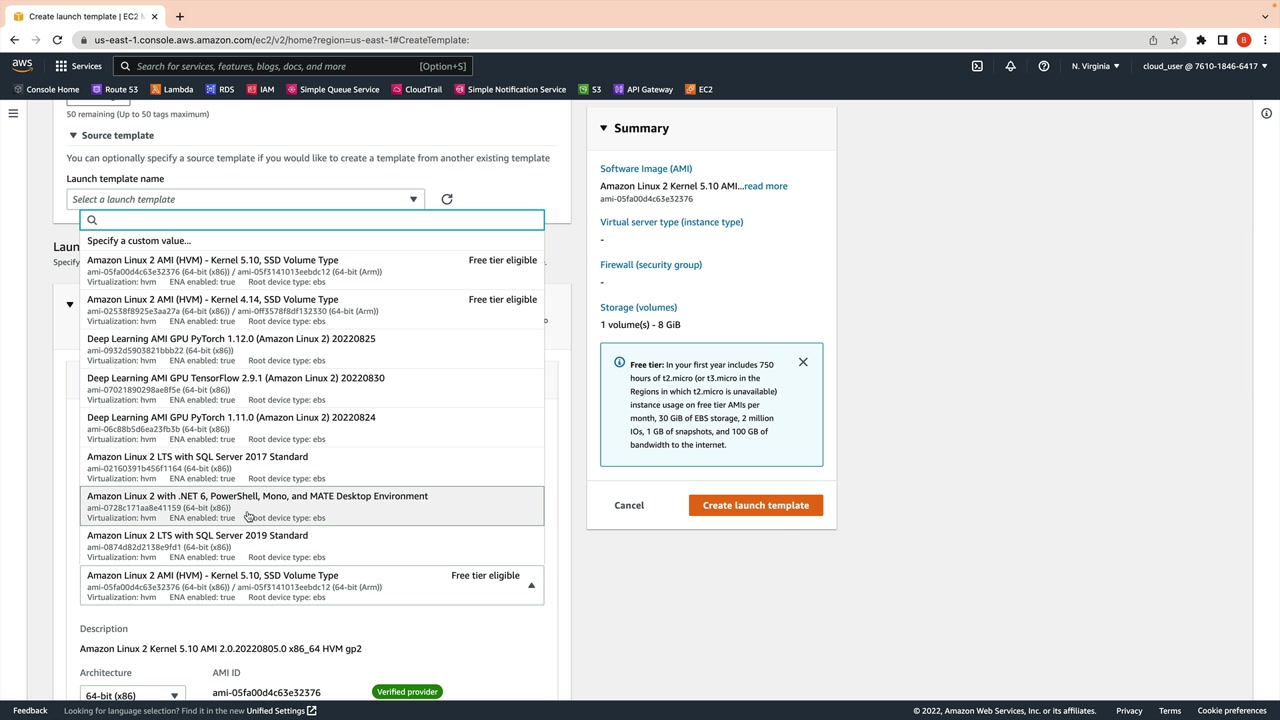 Create launch template | EC2 M
us-east-1.console.aws.amazon.com/ec2/v2/home?region=us-east-1#CreateTemplate:
B
aws
Services
Search for services, features, blogs, docs, and more
[Option+S]
N. Virginia
cloud_user @ 7610-1846-6417
Console Home
Route 53
Lambda
RDS
IAM
Simple Queue Service
CloudTrail
Simple Notification Service
S3
API Gateway
EC2
50 remaining (Up to 50 tags maximum)
Source template
You can optionally specify a source template if you would like to create a template from another existing template
Launch template name
Select a launch template
Specify a custom value...
Amazon Linux 2 AMI (HVM) - Kernel 5.10, SSD Volume Type Free tier eligible
ami-05fa00d4c63e32376 (64-bit (x86)) / ami-05f3141013eebdc12 (64-bit (Arm))
Virtualization: hvm ENA enabled: true Root device type: ebs
Amazon Linux 2 AMI (HVM) - Kernel 4.14, SSD Volume Type Free tier eligible
ami-02538f8925e3aa27a (64-bit (x86)) / ami-0ff3578f8df132330 (64-bit (Arm))
Virtualization: hvm ENA enabled: true Root device type: ebs
Deep Learning AMI GPU PyTorch 1.12.0 (Amazon Linux 2) 20220825
ami-0932d5903821bbb22 (64-bit (x86))
Virtualization: hvm ENA enabled: true Root device type: ebs
Deep Learning AMI GPU TensorFlow 2.9.1 (Amazon Linux 2) 20220830
ami-07021890298ae8f5e (64-bit (x86))
Virtualization: hvm ENA enabled: true Root device type: ebs
Deep Learning AMI GPU PyTorch 1.11.0 (Amazon Linux 2) 20220824
ami-06c88b5d6ea23fb3b (64-bit (x86))
Virtualization: hvm ENA enabled: true Root device type: ebs
Amazon Linux 2 LTS with SQL Server 2017 Standard
ami-02160391b456f1164 (64-bit (x86))
Virtualization: hvm ENA enabled: true Root device type: ebs
Amazon Linux 2 with .NET 6, PowerShell, Mono, and MATE Desktop Environment
ami-0728c171aa8e41159 (64-bit (x86))
Virtualization: hvm ENA enabled: true Root device type: ebs
Amazon Linux 2 LTS with SQL Server 2019 Standard
ami-0874d82d2138e9fd1 (64-bit (x86))
Virtualization: hvm ENA enabled: true Root device type: ebs
Amazon Linux 2 AMI (HVM) - Kernel 5.10, SSD Volume Type Free tier eligible
ami-05fa00d4c63e32376 (64-bit (x86)) / ami-05f3141013eebdc12 (64-bit (Arm))
Virtualization: hvm ENA enabled: true Root device type: ebs
Description
Amazon Linux 2 Kernel 5.10 AMI 2.0.20220805.0 x86_64 HVM gp2
Architecture
AMI ID
64-bit (x86)
ami-05fa00d4c63e32376
Verified provider
Laun
Specify
Summary
Software Image (AMI)
Amazon Linux 2 Kernel 5.10 AMI...read more
ami-05fa00d4c63e32376
Virtual server type (instance type)
-
Firewall (security group)
-
Storage (volumes)
1 volume(s) - 8 GiB
Free tier: In your first year includes 750
hours of t2.micro (or t3.micro in the
Regions in which t2.micro is unavailable)
instance usage on free tier AMIs per
month, 30 GiB of EBS storage, 2 million
IOs, 1 GB of snapshots, and 100 GB of
bandwidth to the internet.
Cancel
Create launch template
Feedback
Looking for language selection? Find it in the new Unified Settings
© 2022, Amazon Web Services, Inc. or its affiliates.
Privacy
Terms
Cookie preferences